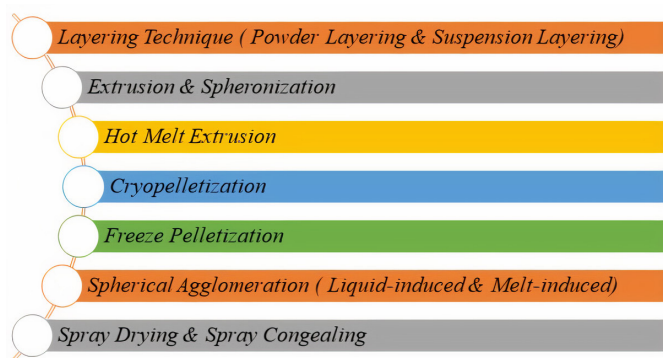 Layering Technique ( Powder Layering & Suspension Layering)
Extrusion & Spheronization
Hot Melt Extrusion
Cryopelletization
Freeze Pelletization
Spherical Agglomeration ( Liquid-induced & Melt-induced)
Spray Drying & Spray Congealing